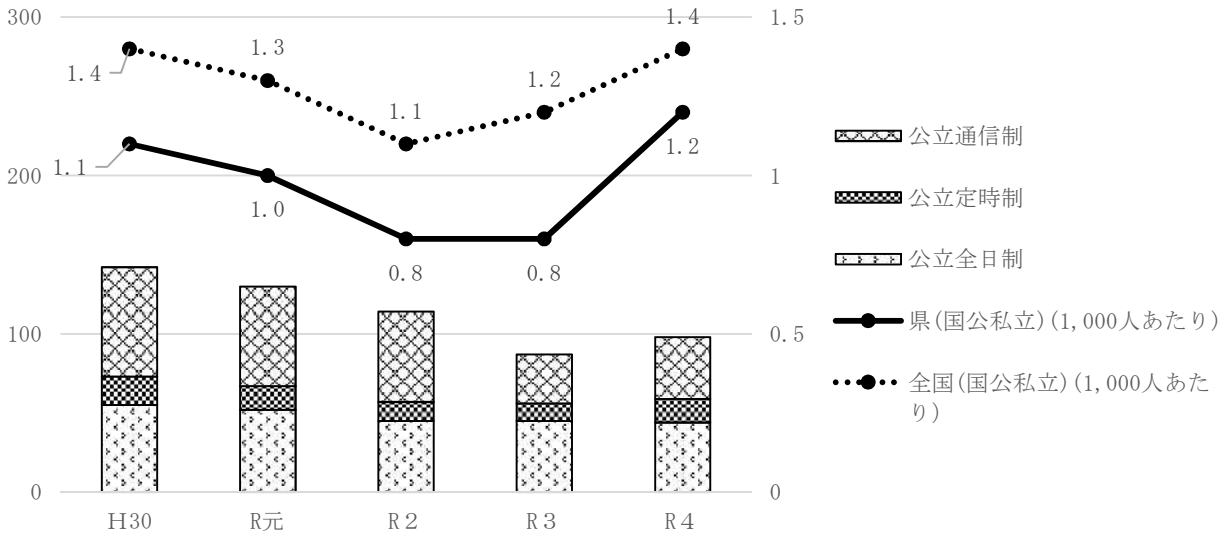 300
200
100
0
1.5
1
0.5
0
1.4
1.3
1.1
1.2
1.4
1.1
1.0
0.8
0.8
1.2
H30
R元
R２
R３
R４
公立通信制
公立定時制
公立全日制
県(国公私立)(1,000人あたり)
全国(国公私立)(1,000人あた
り)